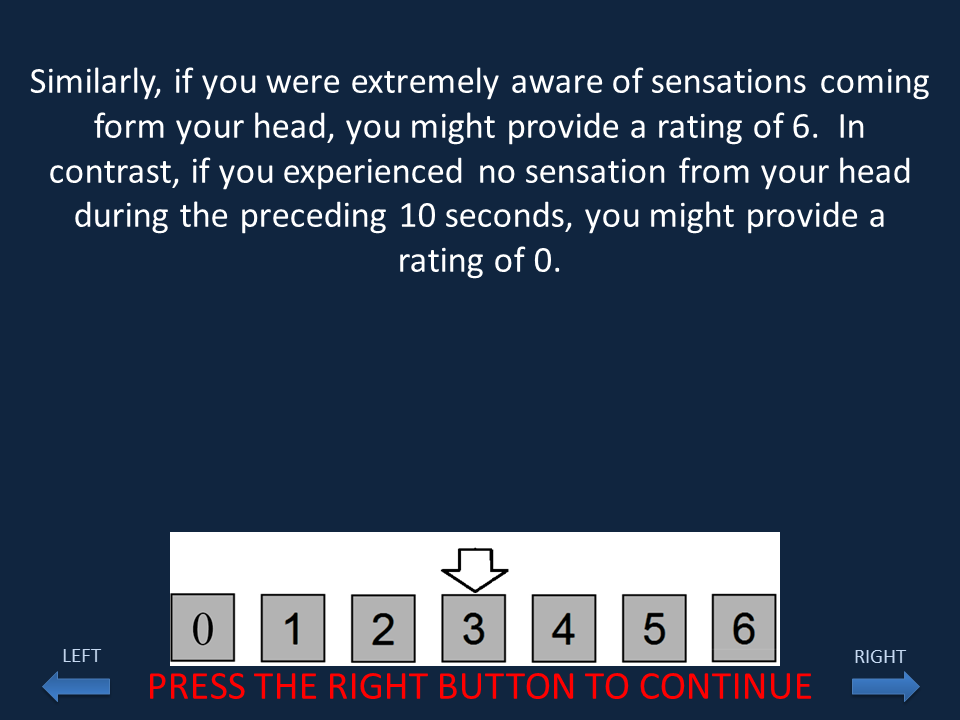 Similarly, if you were extremely aware of sensations coming
form your head, you might provide a rating of 6. In
contrast, if you experienced no sensation from your head
during the preceding 10 seconds, you might provide a
rating of 0.
0 1 2 3 4 5 6
LEFT
RIGHT
PRESS THE RIGHT BUTTON TO CONTINUE